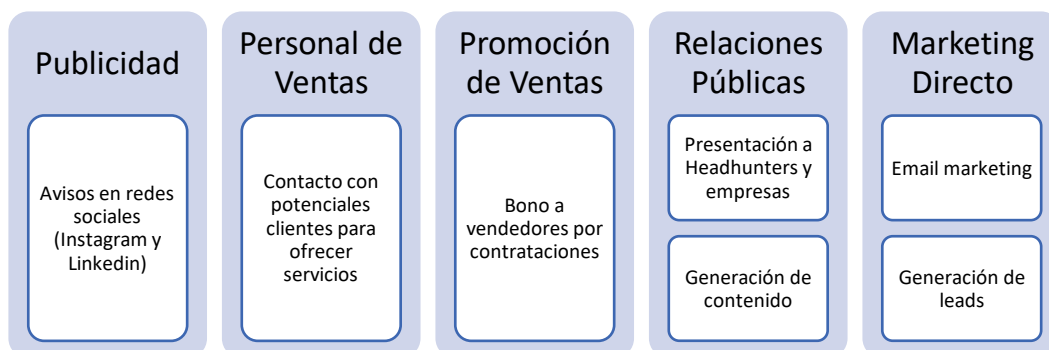 Publicidad
Avisos en redes
sociales
(Instagram y
Linkedin)
Personal de
Ventas
Contacto con
potenciales
clientes para
ofrecer
servicios
Promoción
de Ventas
Bono a
vendedores por
contrataciones
Relaciones
Públicas
Presentación a
Headhunters y
empresas
Generación de
contenido
Marketing
Directo
Email marketing
Generación de
leads